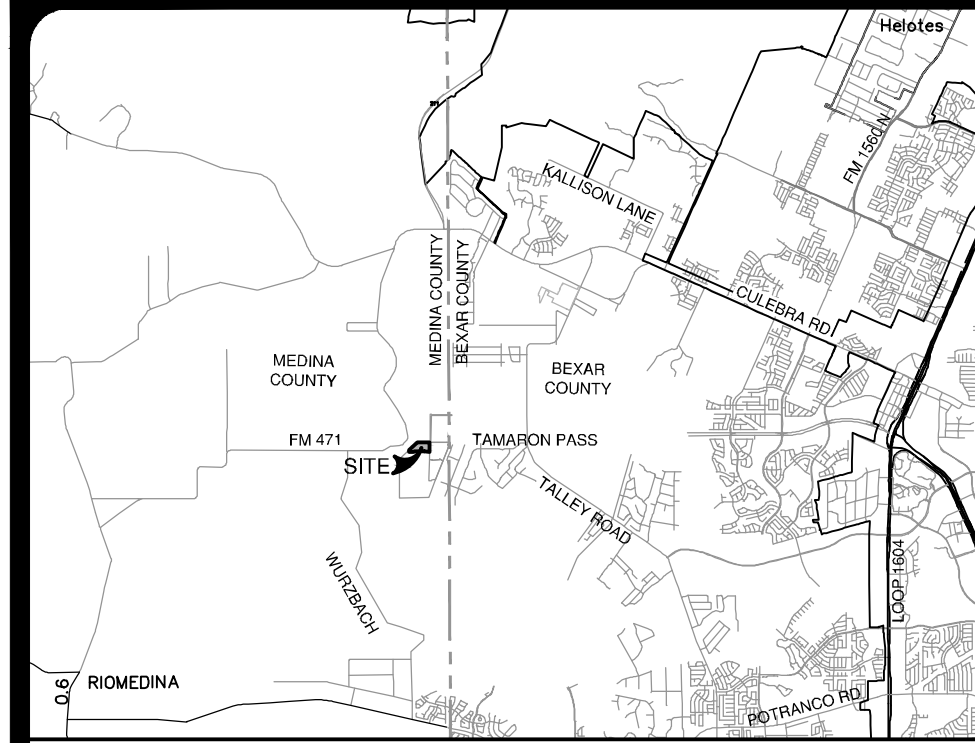 Helotes
FM 1560 N
KALLISON LANE
MEDINA COUNTY
BEXAR COUNTY
CULEBRA RD
MEDINA
COUNTY
BEXAR
COUNTY
FM 471
TAMARON PASS
SITE
TALLEY ROAD
WURZBACH
LOOP 1604
0.6
RIOMEDINA
POTRANCO RD